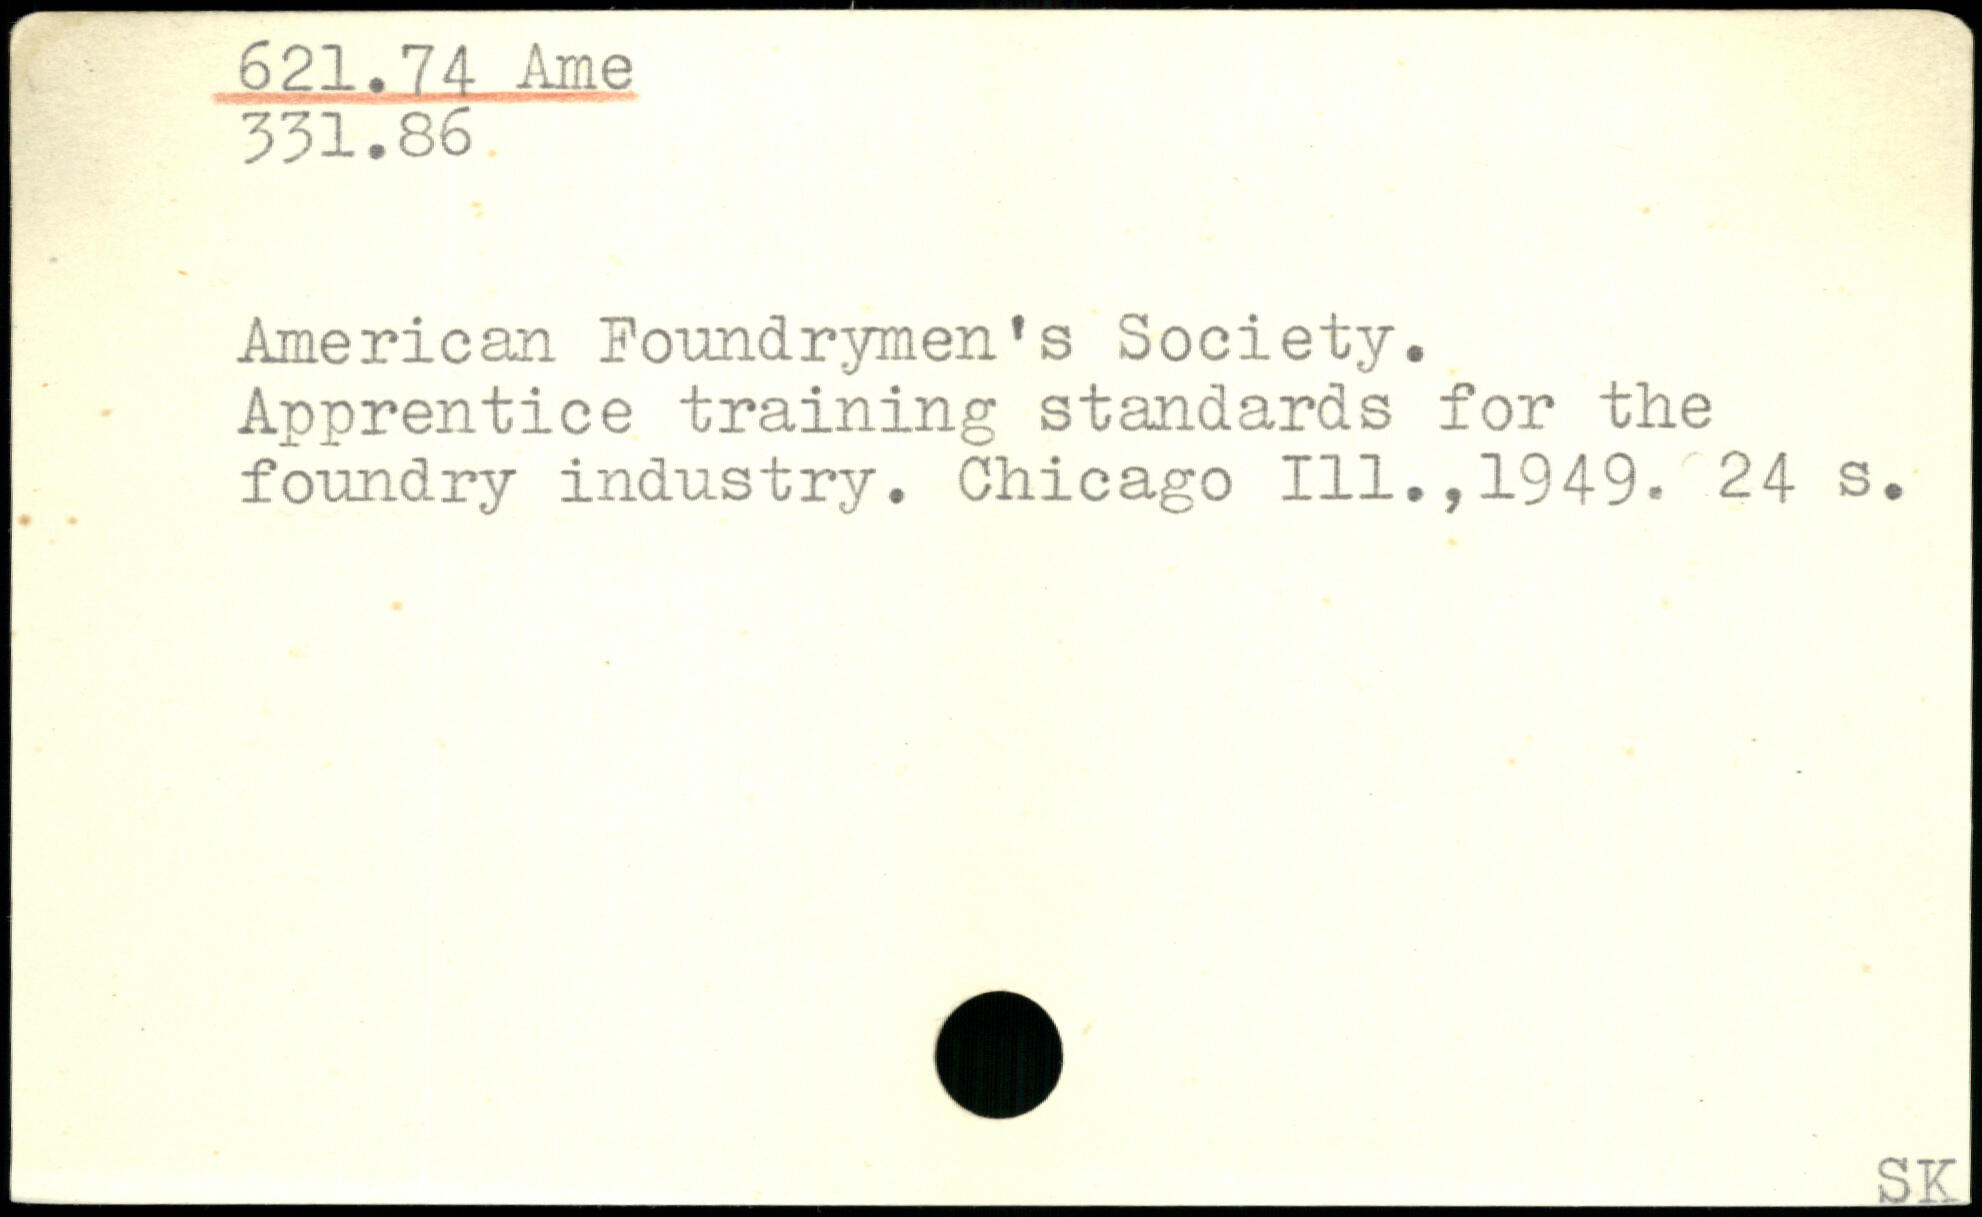 621.74 Ame
331.86
American Foundrymen's Society.
Apprentice training standards for the
foundry industry. Chicago Ill.,1949. 24 s.
SK